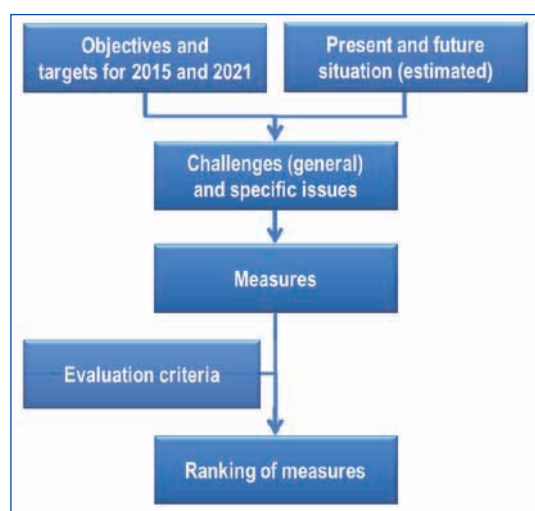 Objectives and
targets for 2015 and 2021
Present and future
situation (estimated)
Challenges (general)
and specific issues
Measures
Evaluation criteria
Ranking of measures